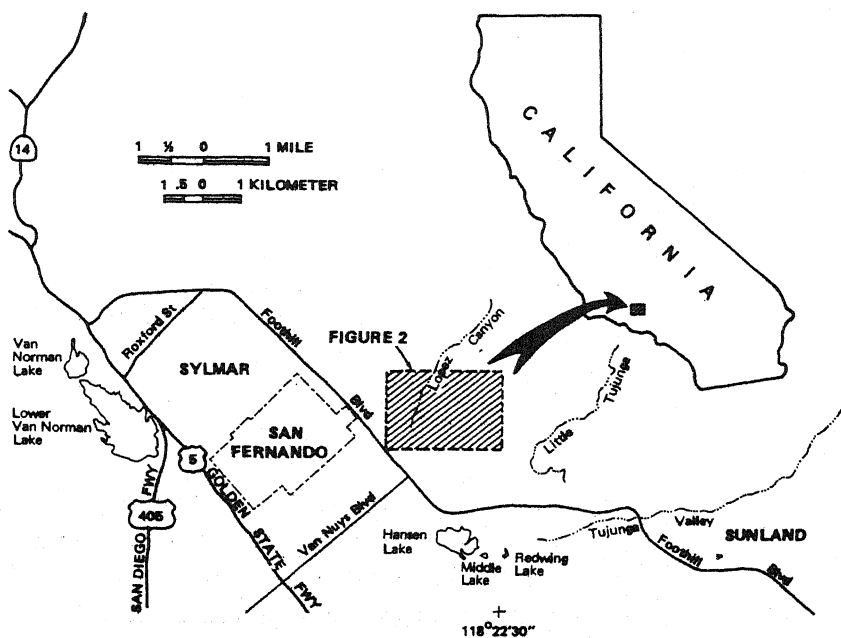 14
1 ½ 0 1 MILE
1 .5 0 1 KILOMETER
CALIFORNIA
Roxford St
Foothill
Blvd
FIGURE 2
Lopez Canyon
Van
Norman
Lake
SYLMAR
Lower
Van Norman
Lake
SAN
FERNANDO
Little Tujunga
5
GOLDEN STATE FWY
405
SAN DIEGO FWY
Van Nuys Blvd
Hansen
Lake
Middle
Lake
Redwing
Lake
Tujunga Valley
SUNLAND
Foothill Blvd
118°22'30"